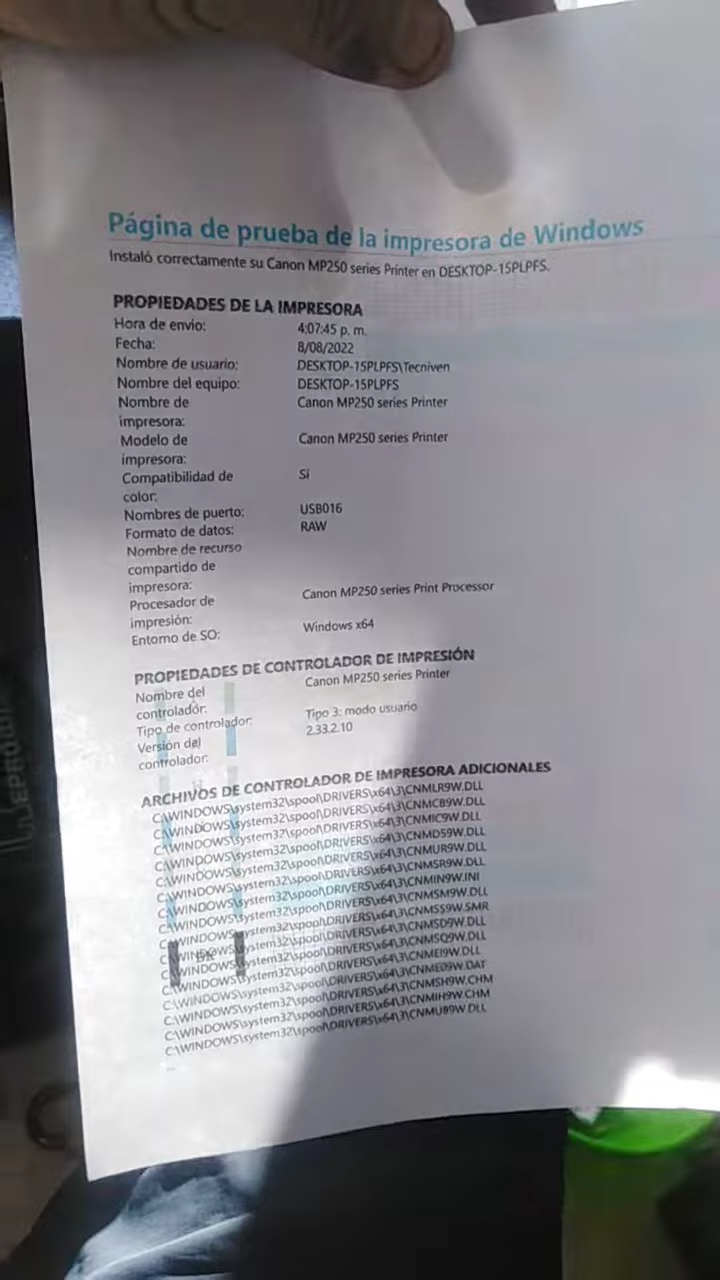 Página de prueba de la impresora de Windows
Instaló correctamente su Canon MP250 series Printer en DESKTOP-15PLPFS.
PROPIEDADES DE LA IMPRESORA
Hora de envío: 4:07:45 p. m.
Fecha: 8/08/2022
Nombre de usuario: DESKTOP-15PLPFS\Tecniven
Nombre del equipo: DESKTOP-15PLPFS
Nombre de Canon MP250 series Printer
impresora:
Modelo de Canon MP250 series Printer
impresora:
Compatibilidad de Sí
color:
Nombres de puerto: USB016
Formato de datos: RAW
Nombre de recurso
compartido de
impresora:
Procesador de Canon MP250 series Print Processor
impresión:
Entorno de SO: Windows x64
PROPIEDADES DE CONTROLADOR DE IMPRESIÓN
Nombre del Canon MP250 series Printer
controlador:
Tipo de controlador: Tipo 3: modo usuario
Versión del 2.33.2.10
controlador:
ARCHIVOS DE CONTROLADOR DE IMPRESORA ADICIONALES
C:\WINDOWS\system32\spool\DRIVERS\x64\3\CNMLR9W.DLL
C:\WINDOWS\system32\spool\DRIVERS\x64\3\CNMCB9W.DLL
C:\WINDOWS\system32\spool\DRIVERS\x64\3\CNMIC9W.DLL
C:\WINDOWS\system32\spool\DRIVERS\x64\3\CNMD59W.DLL
C:\WINDOWS\system32\spool\DRIVERS\x64\3\CNMUR9W.DLL
C:\WINDOWS\system32\spool\DRIVERS\x64\3\CNMSR9W.DLL
C:\WINDOWS\system32\spool\DRIVERS\x64\3\CNMIN9W.INI
C:\WINDOWS\system32\spool\DRIVERS\x64\3\CNMSM9W.DLL
C:\WINDOWS\system32\spool\DRIVERS\x64\3\CNMSS9W.SMR
C:\WINDOWS\system32\spool\DRIVERS\x64\3\CNMSD9W.DLL
C:\WINDOWS\system32\spool\DRIVERS\x64\3\CNMSQ9W.DLL
C:\WINDOWS\system32\spool\DRIVERS\x64\3\CNMEI9W.DLL
C:\WINDOWS\system32\spool\DRIVERS\x64\3\CNME09W.DAT
C:\WINDOWS\system32\spool\DRIVERS\x64\3\CNMSH9W.CHM
C:\WINDOWS\system32\spool\DRIVERS\x64\3\CNMIH9W.CHM
C:\WINDOWS\system32\spool\DRIVERS\x64\3\CNMUB9W.DLL
...